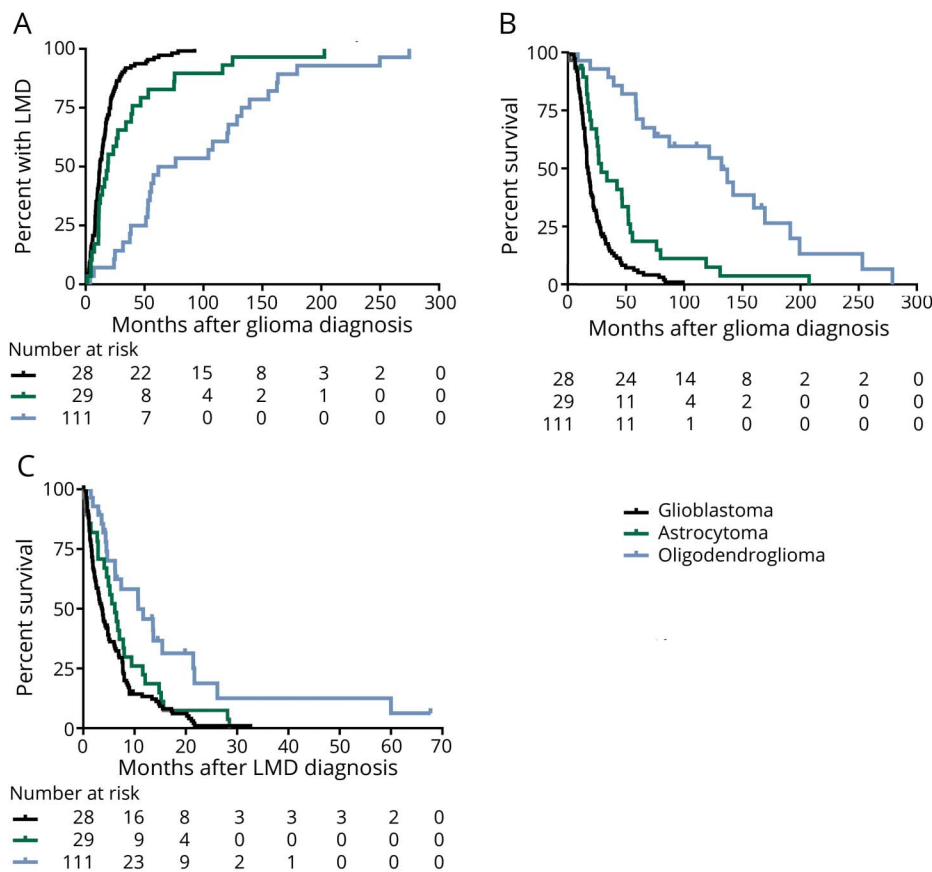 A
Percent with LMD
100
75
50
25
0
0 50 100 150 200 250 300
Months after glioma diagnosis
Number at risk
28 22 15 8 3 2 0
29 8 4 2 1 0 0
111 7 0 0 0 0 0
B
Percent survival
100
75
50
25
0
0 50 100 150 200 250 300
Months after glioma diagnosis
28 24 14 8 2 2 0
29 11 4 2 0 0 0
111 11 1 0 0 0 0
C
Percent survival
100
75
50
25
0
0 10 20 30 40 50 60 70
Months after LMD diagnosis
Number at risk
28 16 8 3 3 3 2 0
29 9 4 0 0 0 0 0
111 23 9 2 1 0 0 0
Glioblastoma
Astrocytoma
Oligodendroglioma